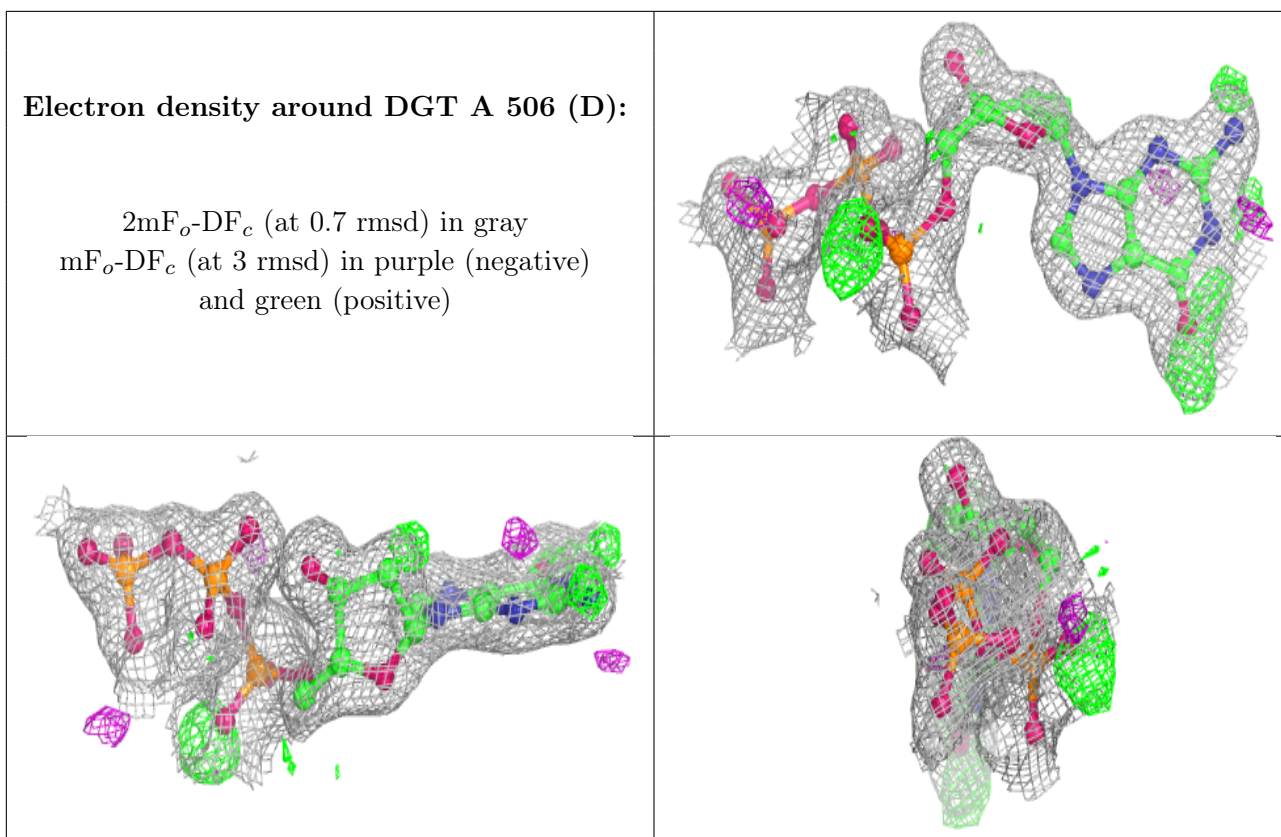 Electron density around DGT A 506 (D):
2mFo-DFc (at 0.7 rmsd) in gray
mFo-DFc (at 3 rmsd) in purple (negative)
and green (positive)